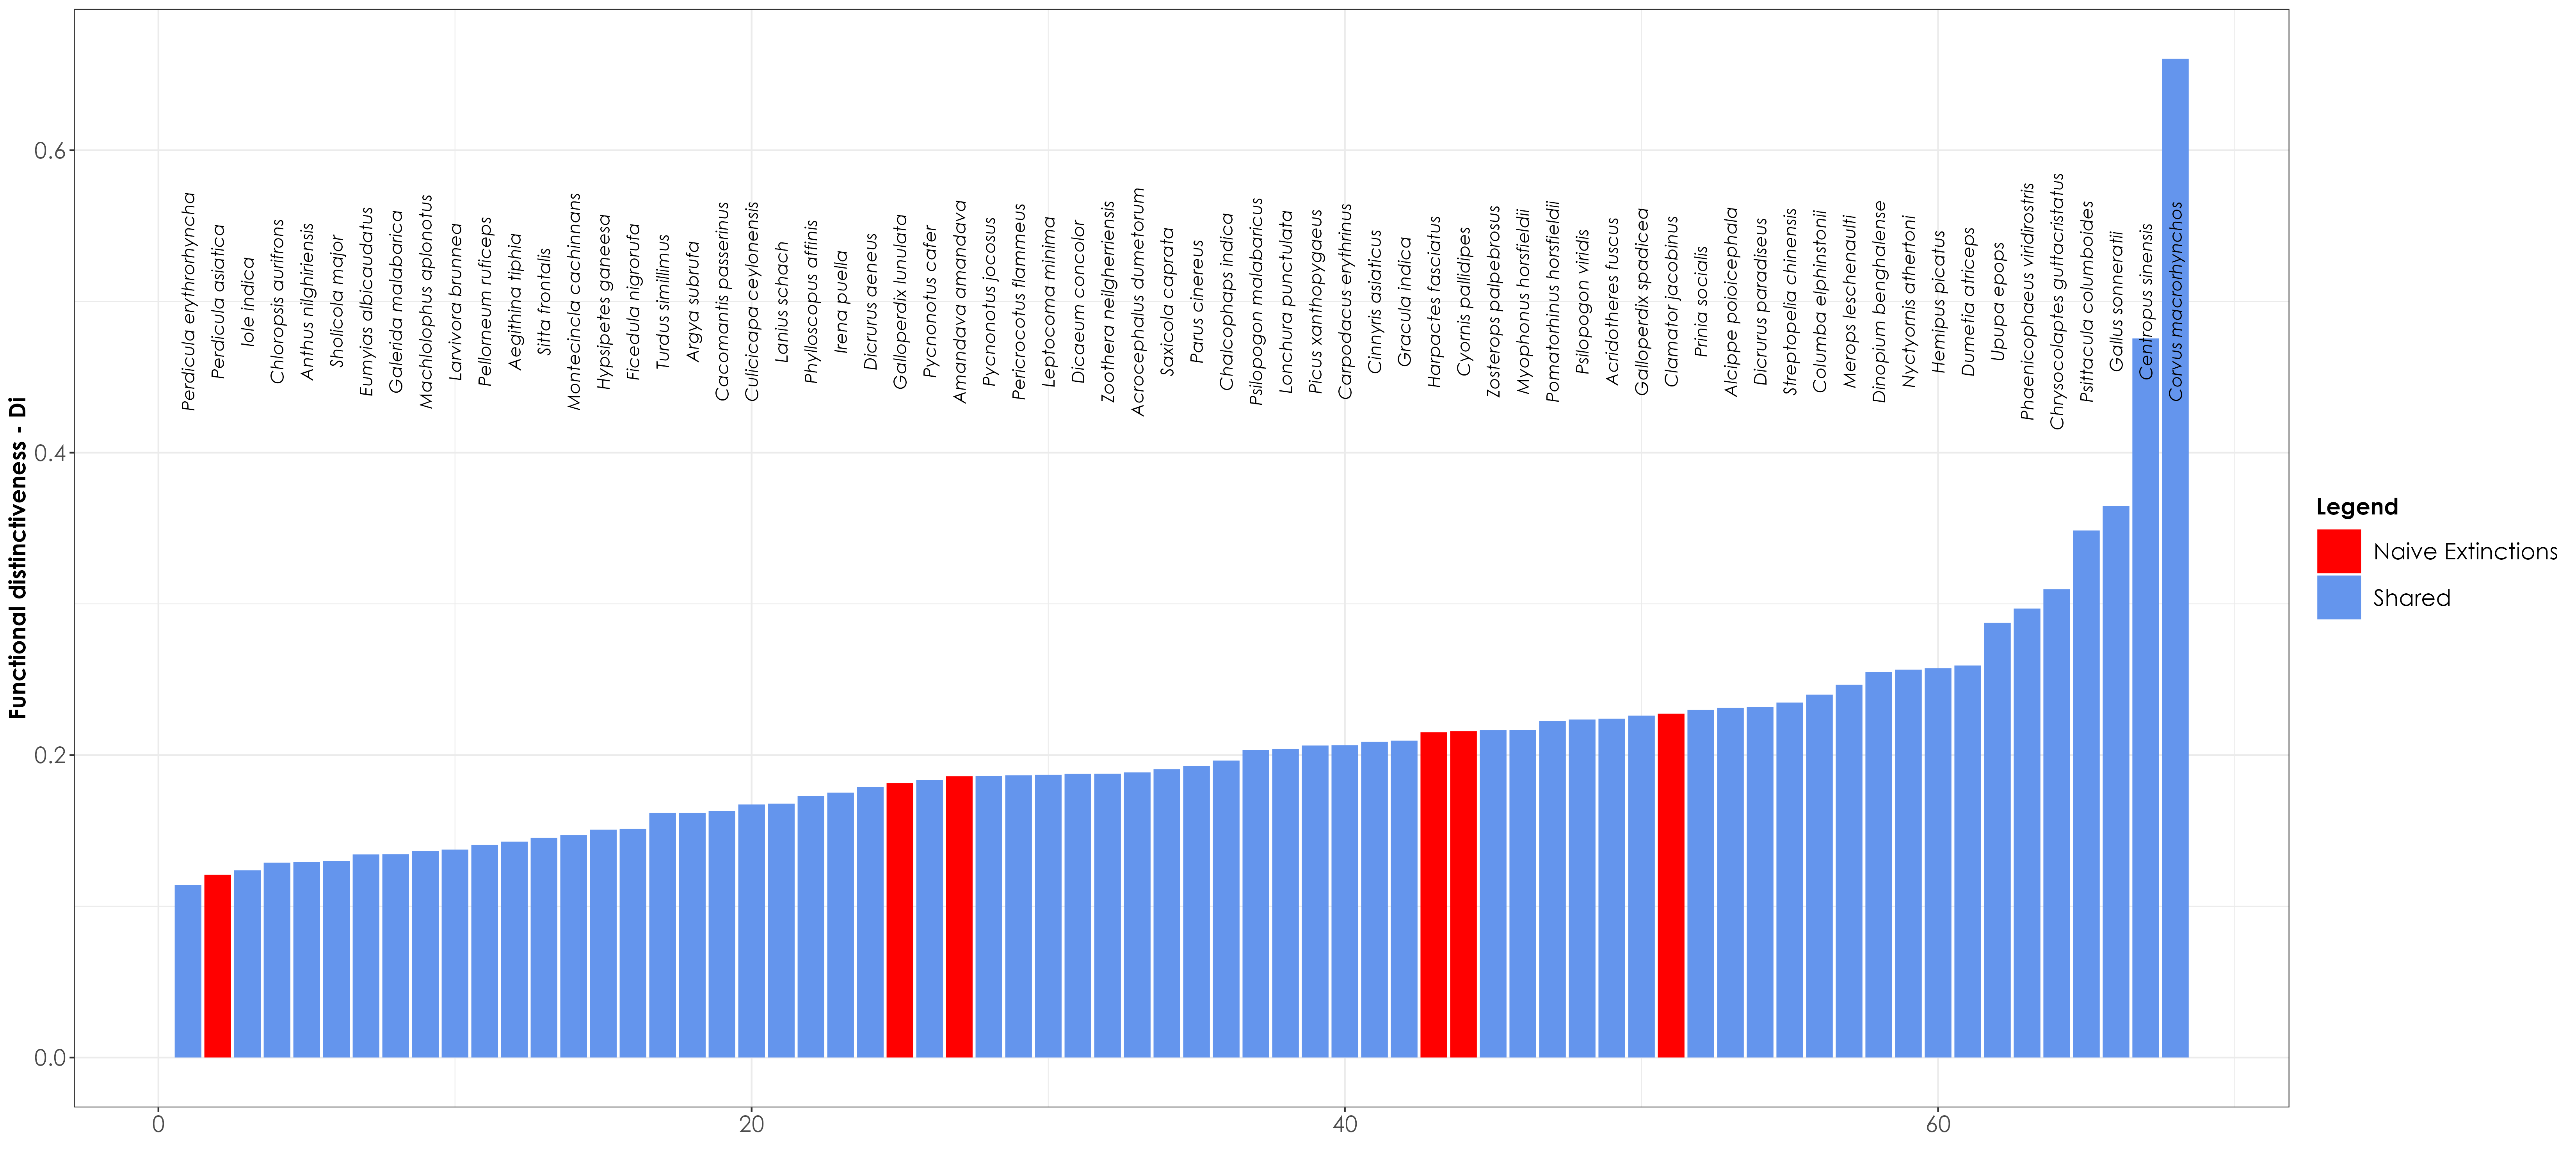 Functional distinctiveness - Di
0.6
0.4
0.2
0.0
Perdicula erythrorhyncha
Perdicula asiatica
Iole indica
Chloropsis aurifrons
Anthus nilghiriensis
Sholicola major
Eumyias albicaudatus
Galerida malabarica
Machlolophus aplonotus
Larvivora brunnea
Pellorneum ruficeps
Aegithina tiphia
Sitta frontalis
Montecincla cachinnans
Hypsipetes ganeesa
Ficedula nigrorufa
Turdus simillimus
Argya subrufa
Cacomantis passerinus
Culicicapa ceylonensis
Lanius schach
Phylloscopus affinis
Irena puella
Dicrurus aeneus
Galloperdix lunulata
Pycnonotus cafer
Amandava amandava
Pycnonotus jocosus
Pericrocotus flammeus
Leptocoma minima
Dicaeum concolor
Zoothera neilgherriensis
Acrocephalus dumetorum
Saxicola caprata
Parus cinereus
Chalcophaps indica
Psilopogon malabaricus
Lonchura punctulata
Picus xanthopygaeus
Carpodacus erythrinus
Cinnyris asiaticus
Gracula indica
Harpactes fasciatus
Cyornis pallidipes
Zosterops palpebrosus
Myophonus horsfieldii
Pomatorhinus horsfieldii
Psilopogon viridis
Acridotheres fuscus
Galloperdix spadicea
Clamator jacobinus
Prinia socialis
Alcippe poioicephala
Dicrurus paradiseus
Streptopelia chinensis
Columba elphinstonii
Merops leschenaulti
Dinopium benghalense
Nyctyornis athertoni
Hemipus picatus
Dumetia atriceps
Upupa epops
Phaenicophaeus viridirostris
Chrysocolaptes guttacristatus
Psittacula columboides
Gallus sonneratii
Centropus sinensis
Corvus macrorhynchos
0
20
40
60
Legend
Naive Extinctions
Shared